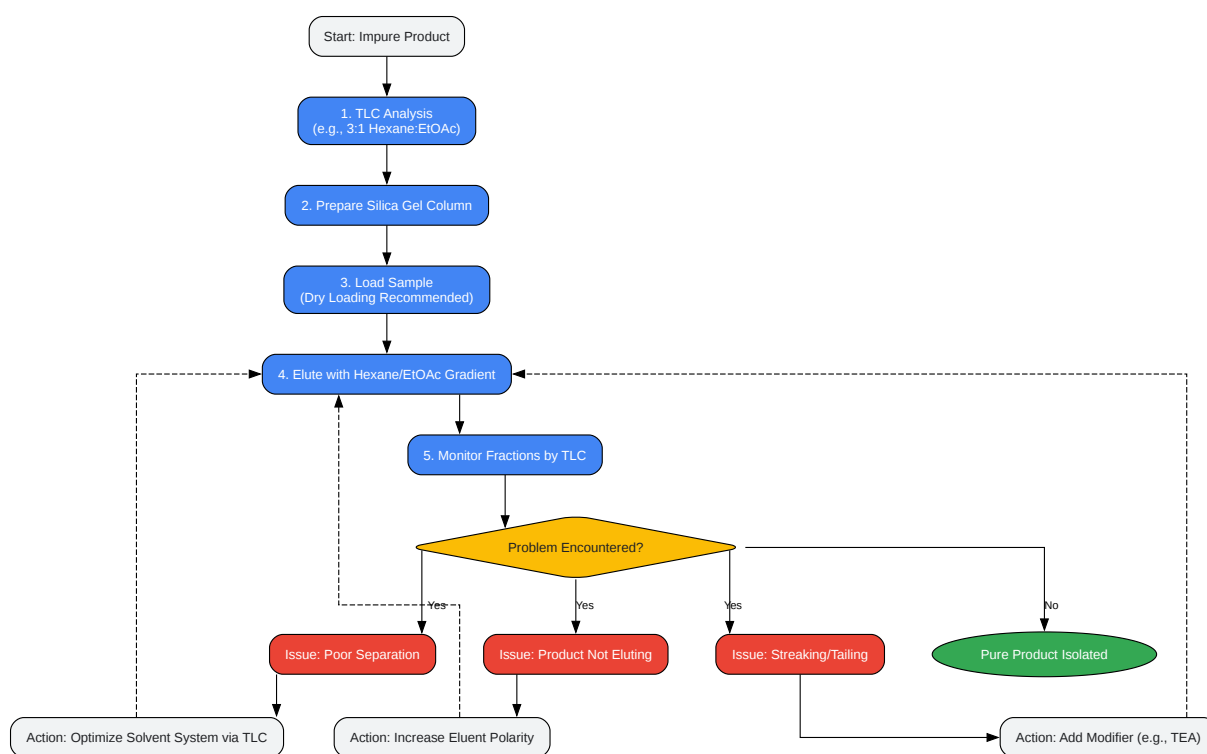 Start: Impure Product
1. TLC Analysis
(e.g., 3:1 Hexane:EtOAc)
2. Prepare Silica Gel Column
3. Load Sample
(Dry Loading Recommended)
4. Elute with Hexane/EtOAc Gradient
5. Monitor Fractions by TLC
Problem Encountered?
Yes
Yes
Yes
No
Issue: Poor Separation
Issue: Product Not Eluting
Issue: Streaking/Tailing
Pure Product Isolated
Action: Optimize Solvent System via TLC
Action: Increase Eluent Polarity
Action: Add Modifier (e.g., TEA)